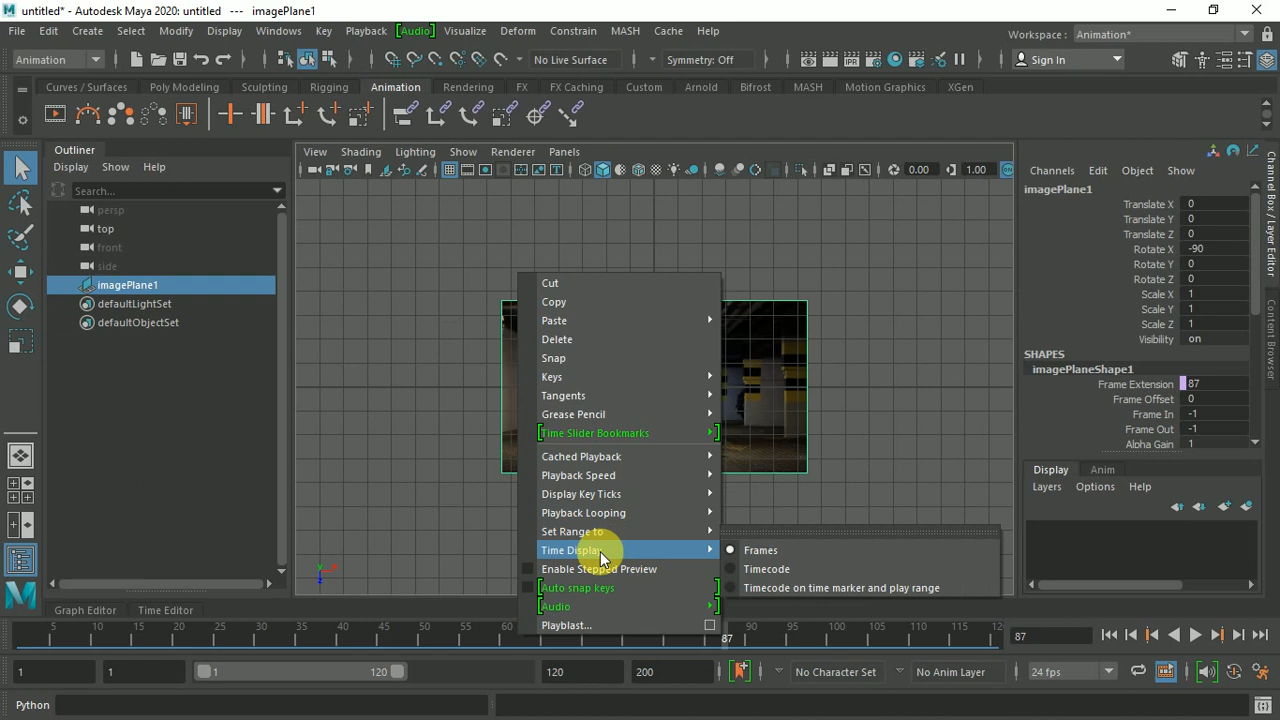 untitled* - Autodesk Maya 2020: untitled --- imagePlane1
File Edit Create Select Modify Display Windows Key Playback [Audio] Visualize Deform Constrain MASH Cache Help
Workspace : Animation*
Animation No Live Surface Symmetry: Off Sign In
Curves / Surfaces Poly Modeling Sculpting Rigging Animation Rendering FX FX Caching Custom Arnold Bifrost MASH Motion Graphics XGen
Outliner
Display Show Help
Search...
persp
top
front
side
imagePlane1
defaultLightSet
defaultObjectSet
View Shading Lighting Show Renderer Panels
0.00 1.00
Cut
Copy
Paste
Delete
Snap
Keys
Tangents
Grease Pencil
Time Slider Bookmarks
Cached Playback
Playback Speed
Display Key Ticks
Playback Looping
Set Range to
Time Display
Enable Stepped Preview
Auto snap keys
Audio
Playblast...
Frames
Timecode
Timecode on time marker and play range
Channels Edit Object Show
imagePlane1
Translate X 0
Translate Y 0
Translate Z 0
Rotate X -90
Rotate Y 0
Rotate Z 0
Scale X 1
Scale Y 1
Scale Z 1
Visibility on
SHAPES
imagePlaneShape1
Frame Extension 87
Frame Offset 0
Frame In -1
Frame Out -1
Alpha Gain 1
Display Anim
Layers Options Help
Channel Box / Layer Editor
Modeling Toolkit
Attribute Editor
y x
Graph Editor Time Editor
5 10 15 20 25 30 35 40 45 50 55 60 87 90 95 100 105 110 115 120
87
1 1 1 120 120 200 No Character Set No Anim Layer 24 fps
Python